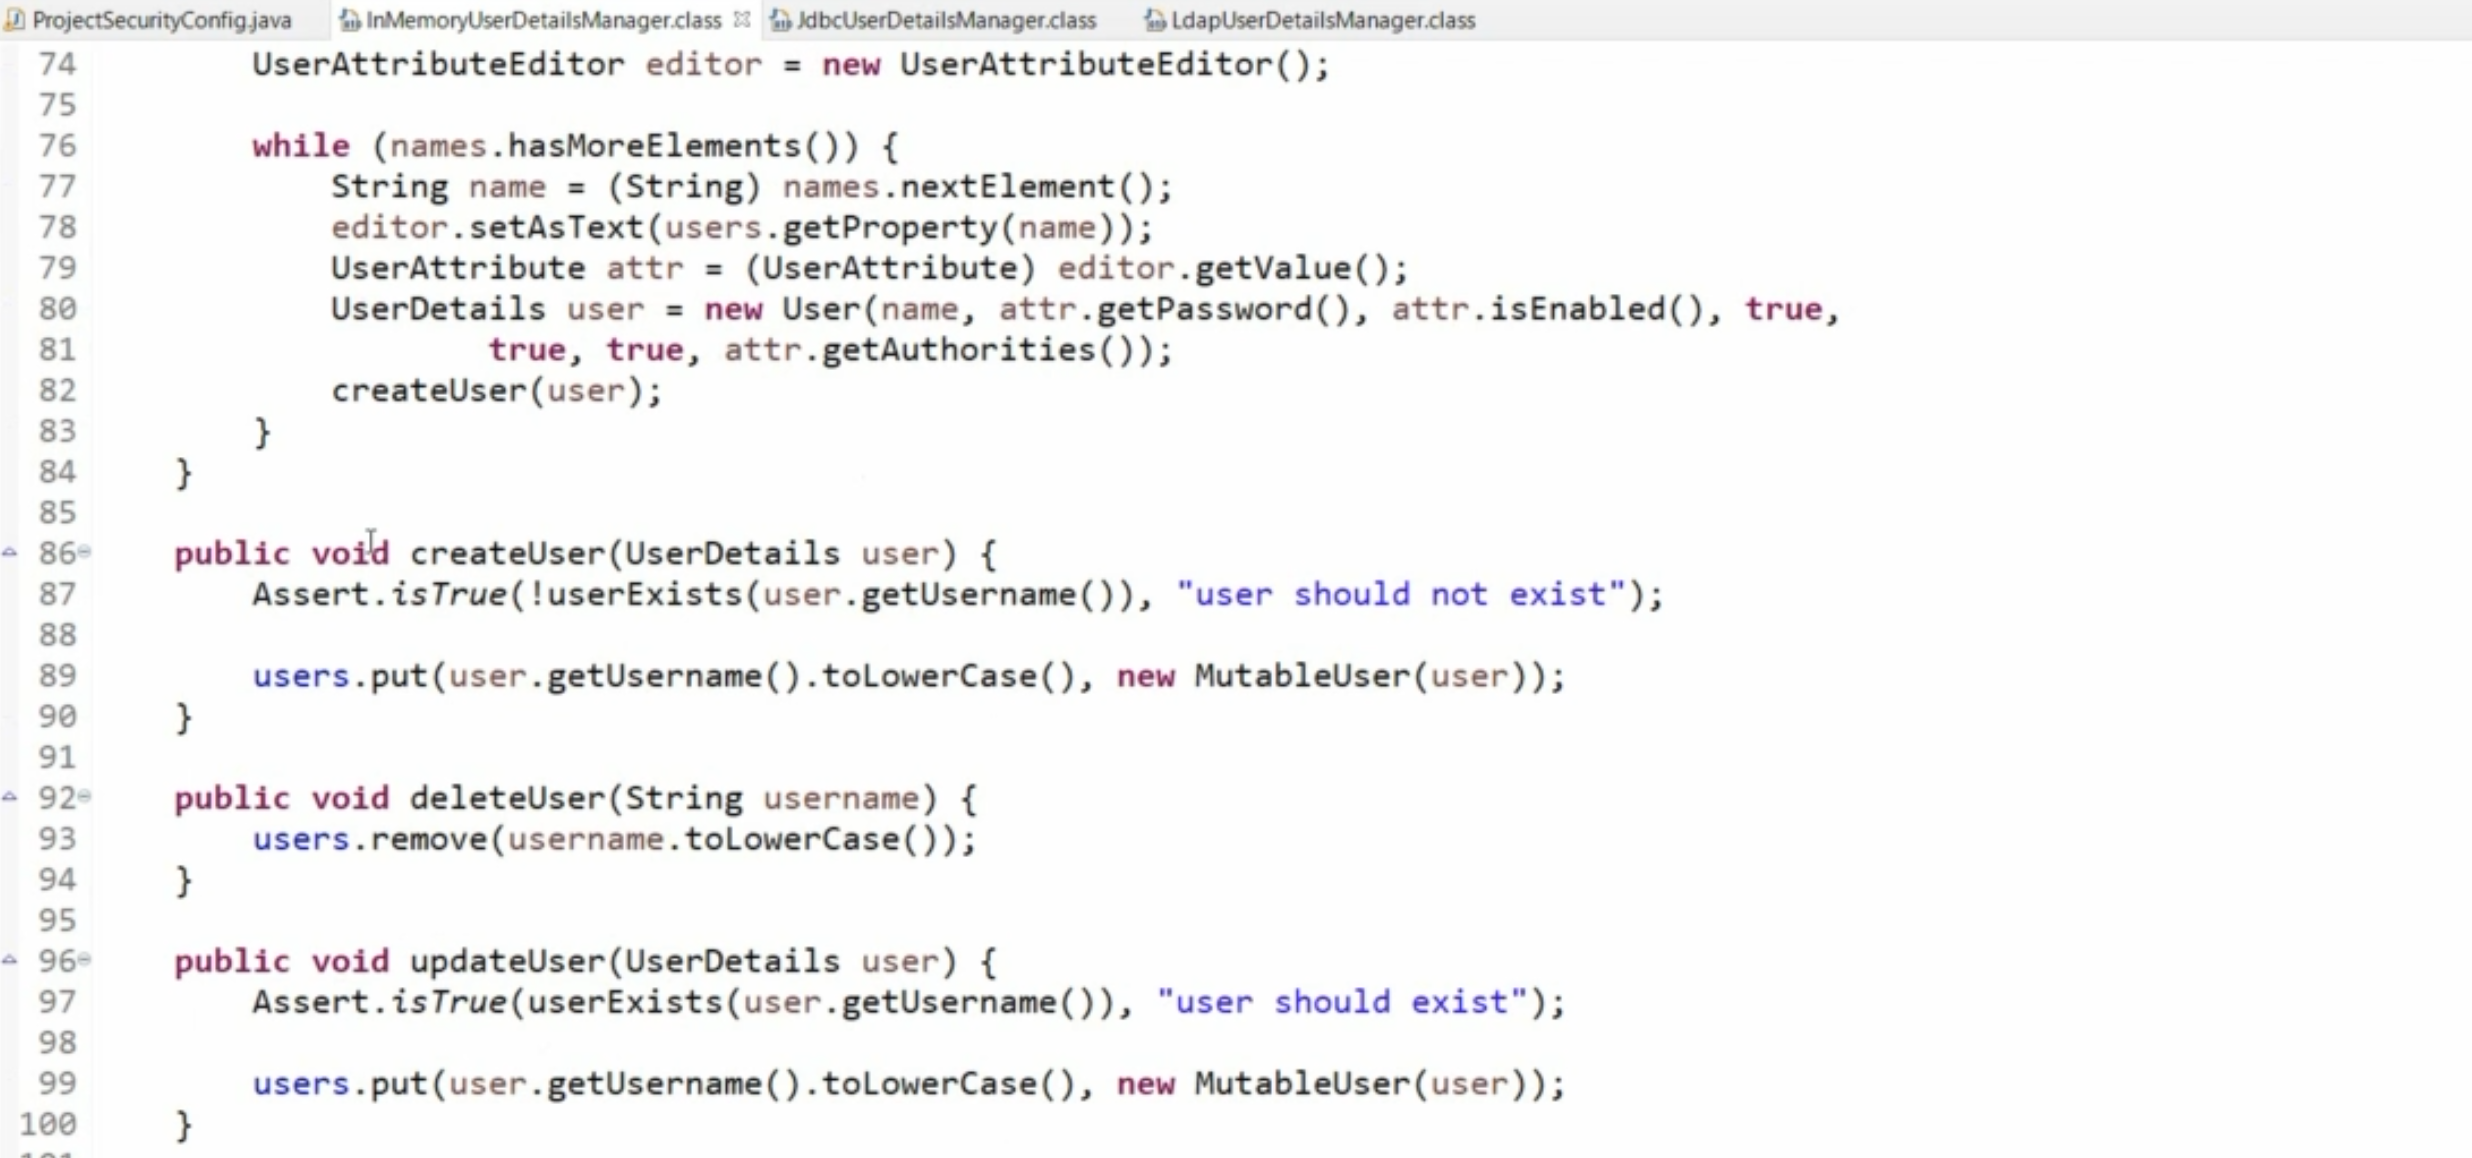 ProjectSecurityConfig.java InMemoryUserDetailsManager.class JdbcUserDetailsManager.class LdapUserDetailsManager.class
74 UserAttributeEditor editor = new UserAttributeEditor();
75
76 while (names.hasMoreElements()) {
77 String name = (String) names.nextElement();
78 editor.setAsText(users.getProperty(name));
79 UserAttribute attr = (UserAttribute) editor.getValue();
80 UserDetails user = new User(name, attr.getPassword(), attr.isEnabled(), true,
81 true, true, attr.getAuthorities());
82 createUser(user);
83 }
84 }
85
86 public void createUser(UserDetails user) {
87 Assert.isTrue(!userExists(user.getUsername()), "user should not exist");
88
89 users.put(user.getUsername().toLowerCase(), new MutableUser(user));
90 }
91
92 public void deleteUser(String username) {
93 users.remove(username.toLowerCase());
94 }
95
96 public void updateUser(UserDetails user) {
97 Assert.isTrue(userExists(user.getUsername()), "user should exist");
98
99 users.put(user.getUsername().toLowerCase(), new MutableUser(user));
100 }